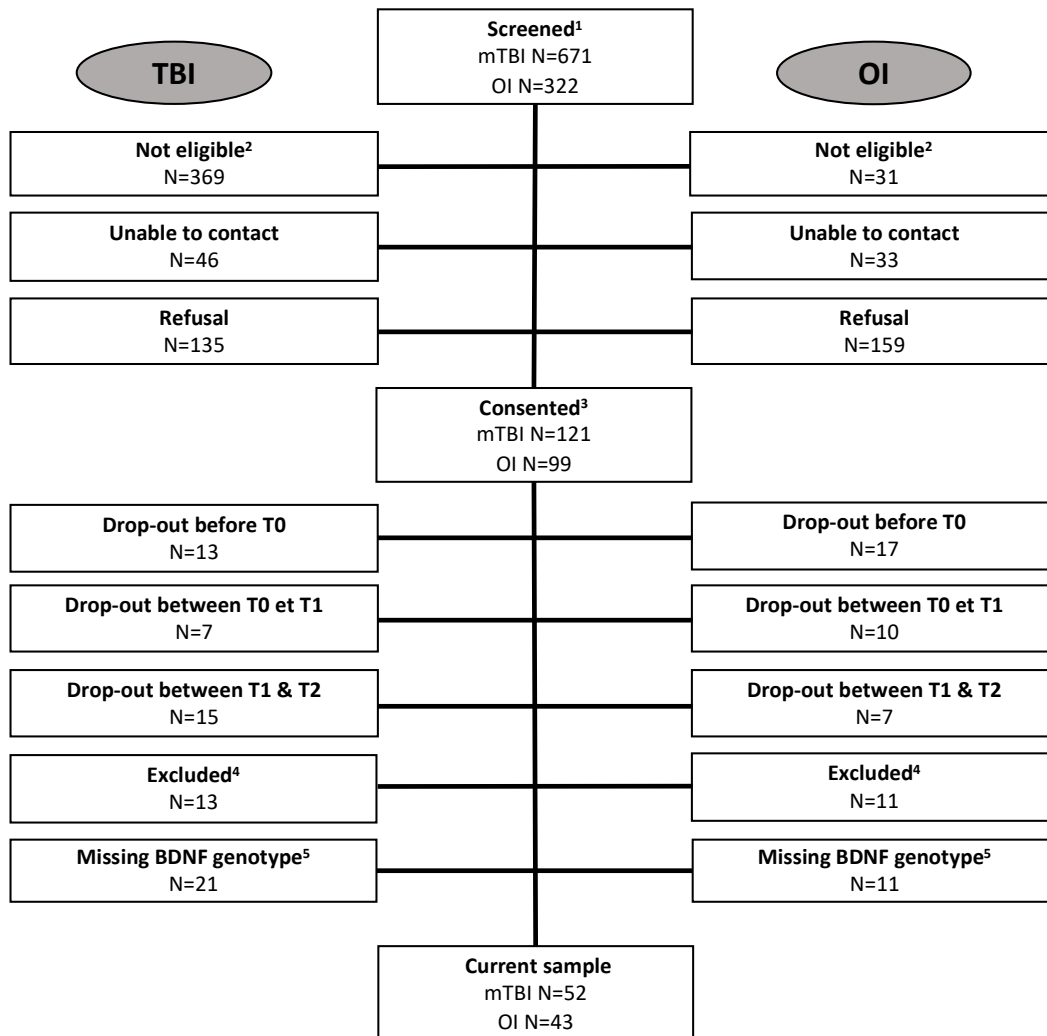 Screened¹
mTBI N=671
OI N=322
TBI
OI
Not eligible²
N=369
Not eligible²
N=31
Unable to contact
N=46
Unable to contact
N=33
Refusal
N=135
Refusal
N=159
Consented³
mTBI N=121
OI N=99
Drop-out before T0
N=13
Drop-out before T0
N=17
Drop-out between T0 et T1
N=7
Drop-out between T0 et T1
N=10
Drop-out between T1 & T2
N=15
Drop-out between T1 & T2
N=7
Excluded⁴
N=13
Excluded⁴
N=11
Missing BDNF genotype⁵
N=21
Missing BDNF genotype⁵
N=11
Current sample
mTBI N=52
OI N=43